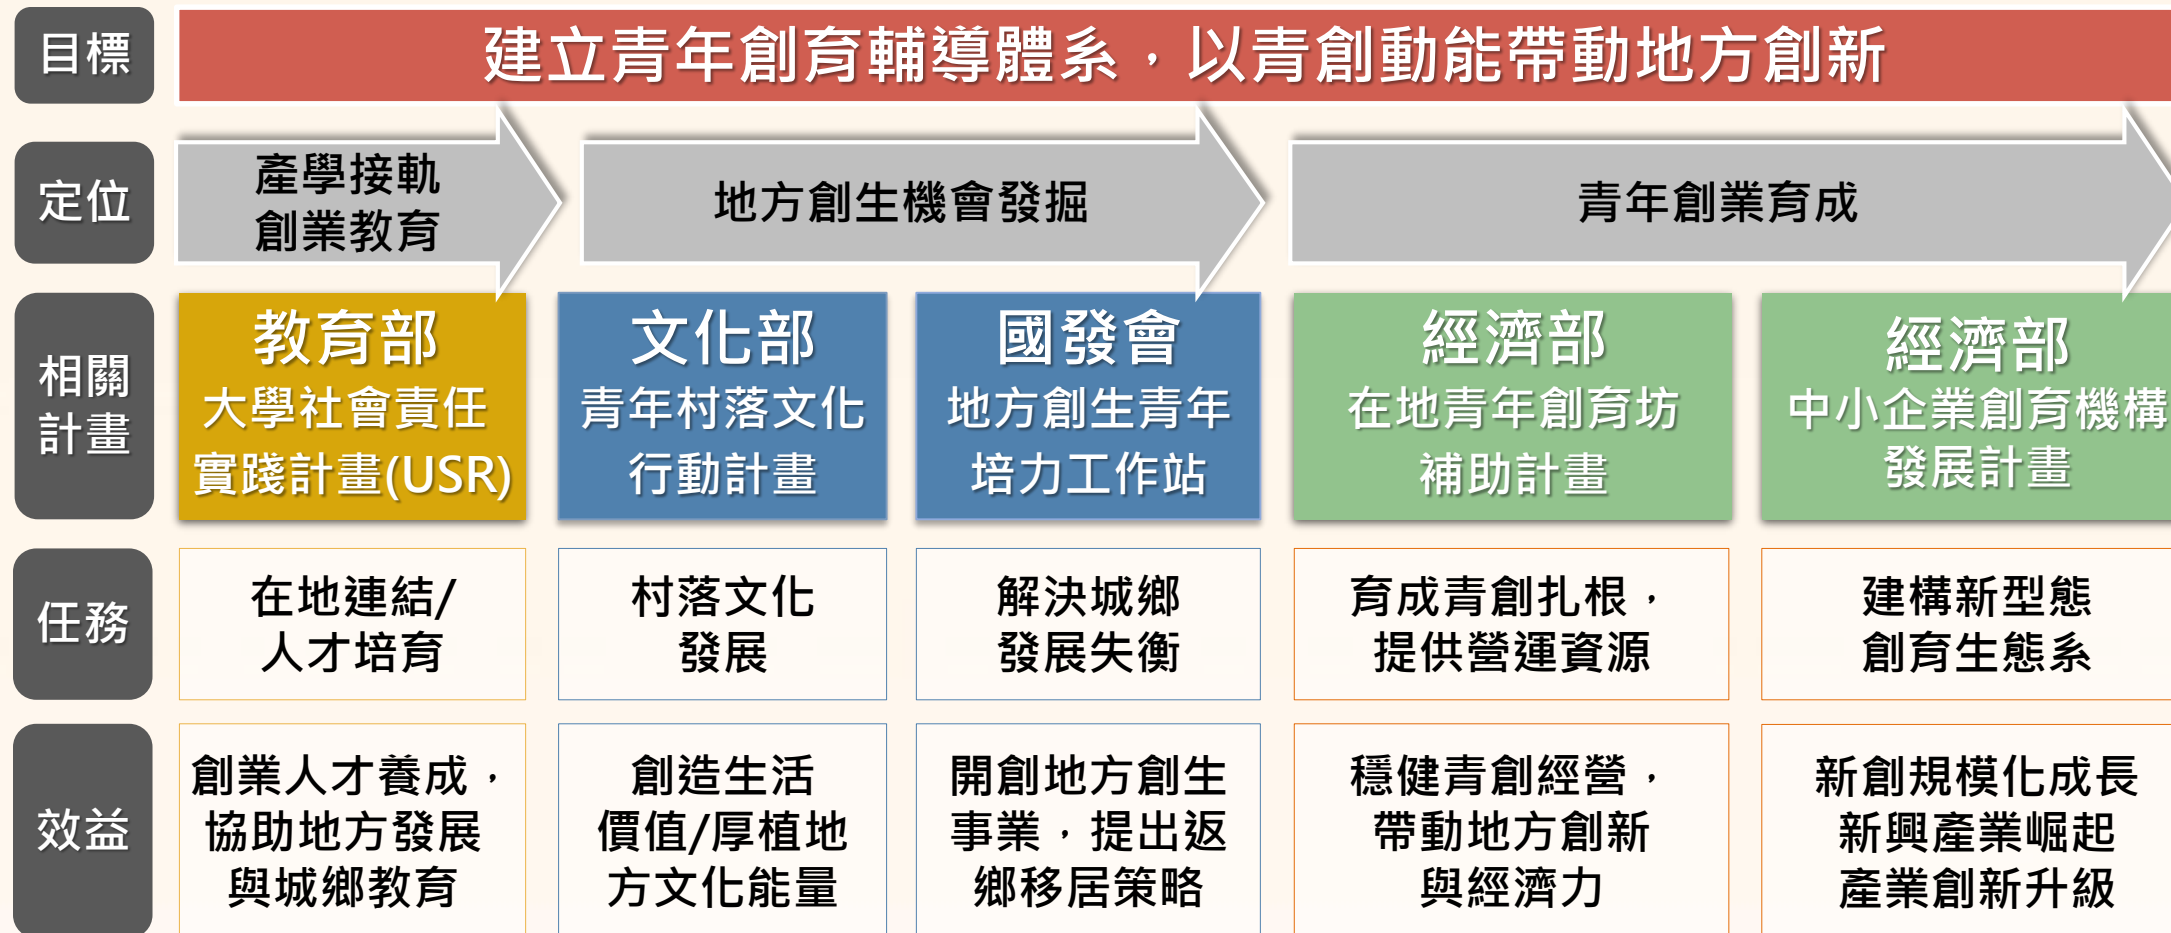 目標
建立青年創育輔導體系，以青創動能帶動地方創新
定位
產學接軌
創業教育
地方創生機會發掘
青年創業育成
相關
計畫
教育部
大學社會責任
實踐計畫(USR)
文化部
青年村落文化
行動計畫
國發會
地方創生青年
培力工作站
經濟部
在地青年創育坊
補助計畫
經濟部
中小企業創育機構
發展計畫
任務
在地連結/
人才培育
村落文化
發展
解決城鄉
發展失衡
育成青創扎根，
提供營運資源
建構新型態
創育生態系
效益
創業人才養成，
協助地方發展
與城鄉教育
創造生活
價值/厚植地
方文化能量
開創地方創生
事業，提出返
鄉移居策略
穩健青創經營，
帶動地方創新
與經濟力
新創規模化成長
新興產業崛起
產業創新升級